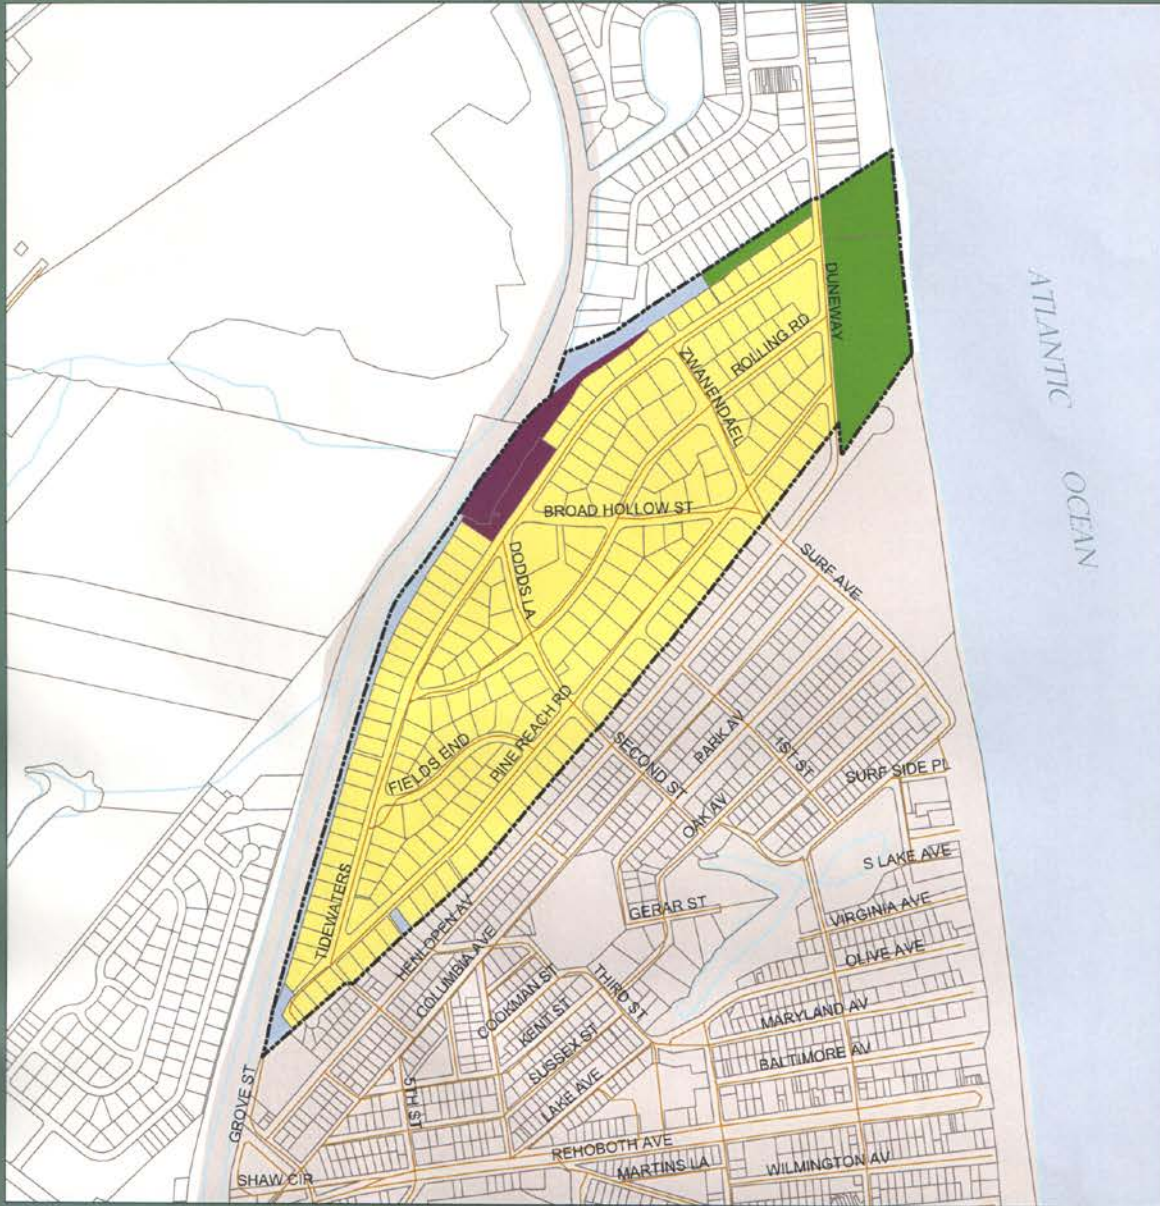 DUNEWAY
ATLANTIC
OCEAN
ROLLING RD
ZWANENDAEL
BROAD HOLLOW ST
DODDS LA
SURF AVE
PINE REACH RD
FIELDS END
SECOND ST
PARK AV
1ST ST
SURF SIDE PL
OAK AV
S LAKE AVE
TIDEWATERS
GERAR ST
VIRGINIA AVE
HENLOPEN AV
COLUMBIA AVE
OLIVE AVE
COOKMAN ST
THIRD ST
KENT ST
MARYLAND AV
SUSSEX ST
BALTIMORE AV
LAKE AVE
GROVE ST
5TH ST
REHOBOTH AVE
MARTINS LA
WILMINGTON AV
SHAW CIR